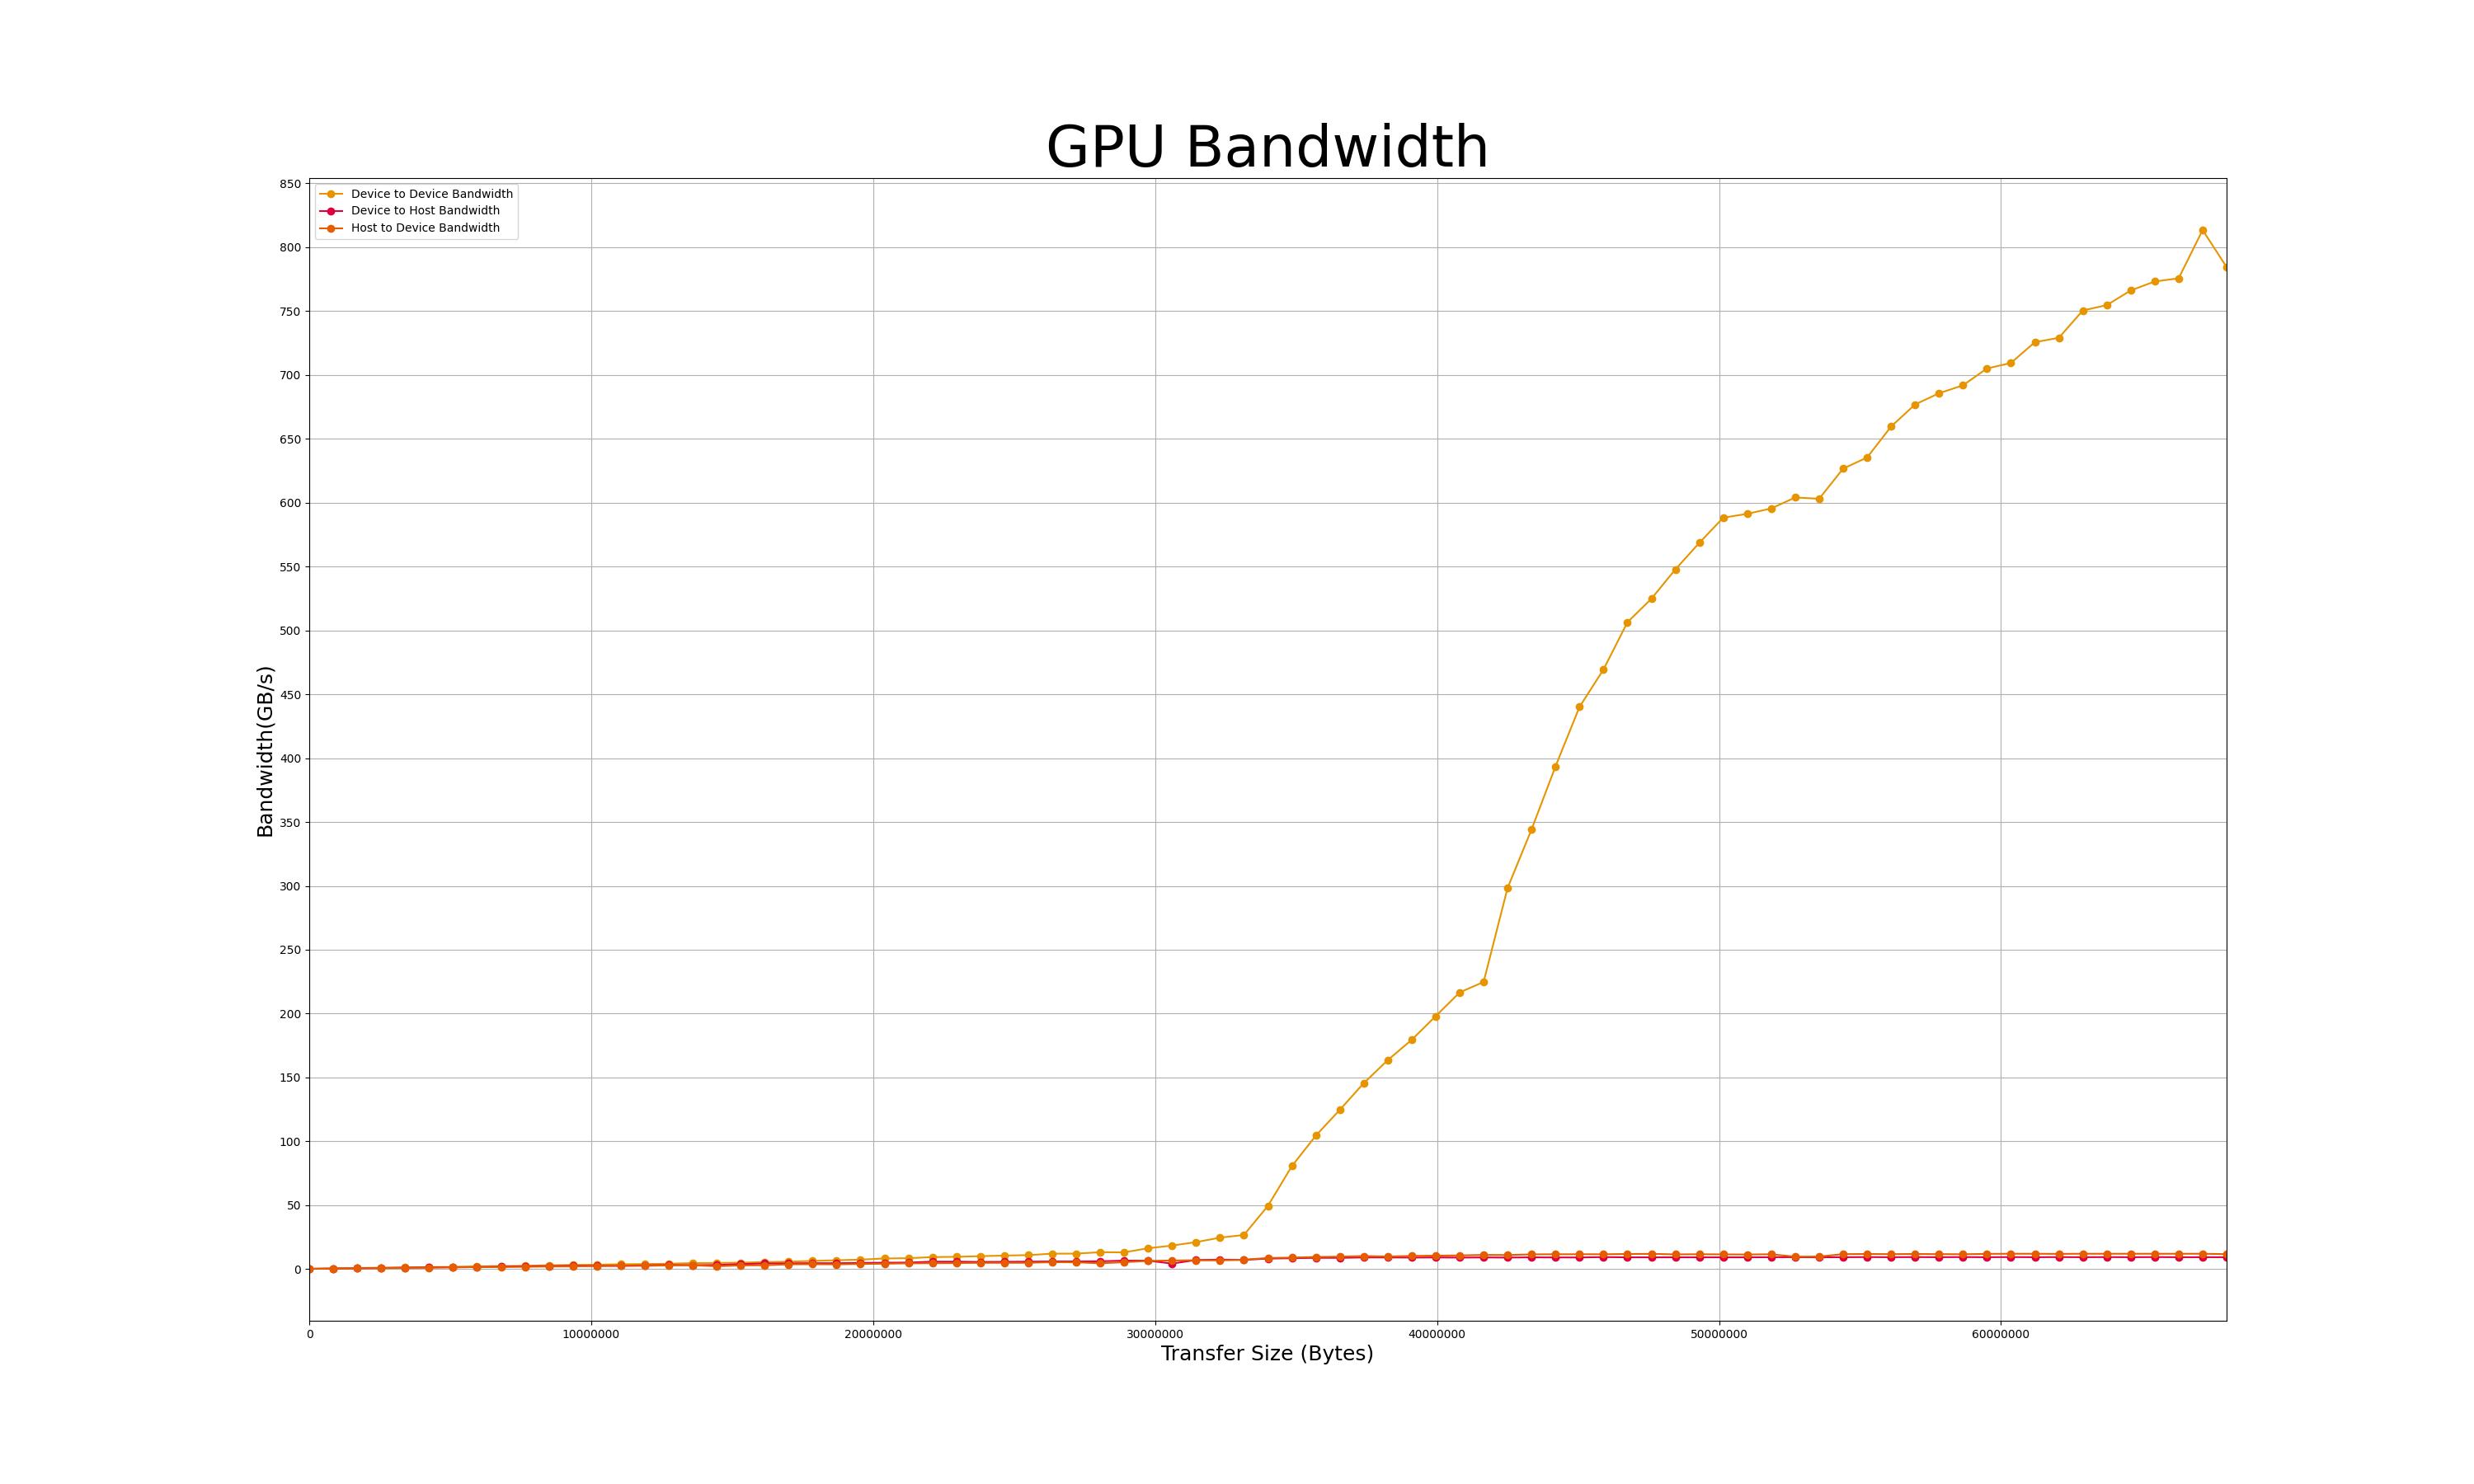 GPU Bandwidth
Device to Device Bandwidth
Device to Host Bandwidth
Host to Device Bandwidth
850
800
750
700
650
600
550
500
450
400
350
300
250
200
150
100
50
0
Bandwidth(GB/s)
0 10000000 20000000 30000000 40000000 50000000 60000000
Transfer Size (Bytes)